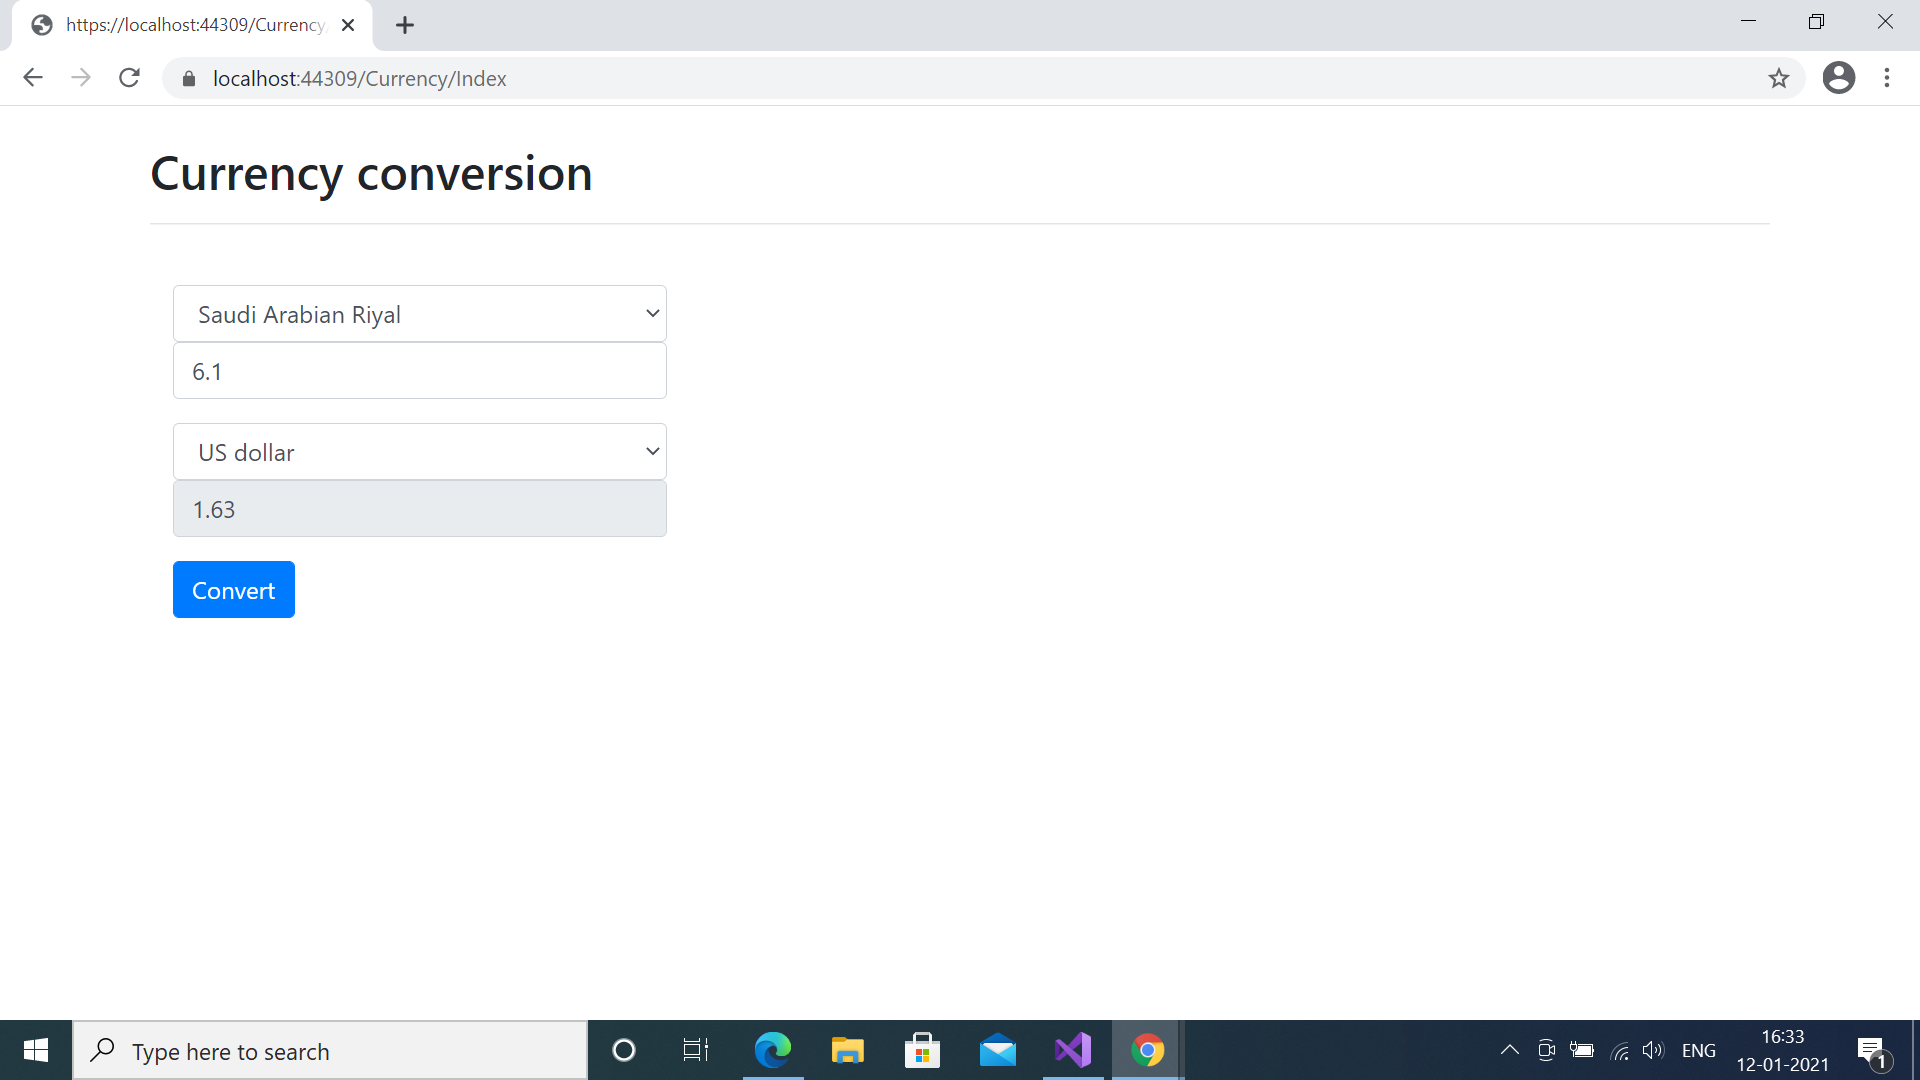 https://localhost:44309/Currency
localhost:44309/Currency/Index
Currency conversion
Saudi Arabian Riyal
6.1
US dollar
1.63
Convert
Type here to search
ENG
16:33
12-01-2021
1